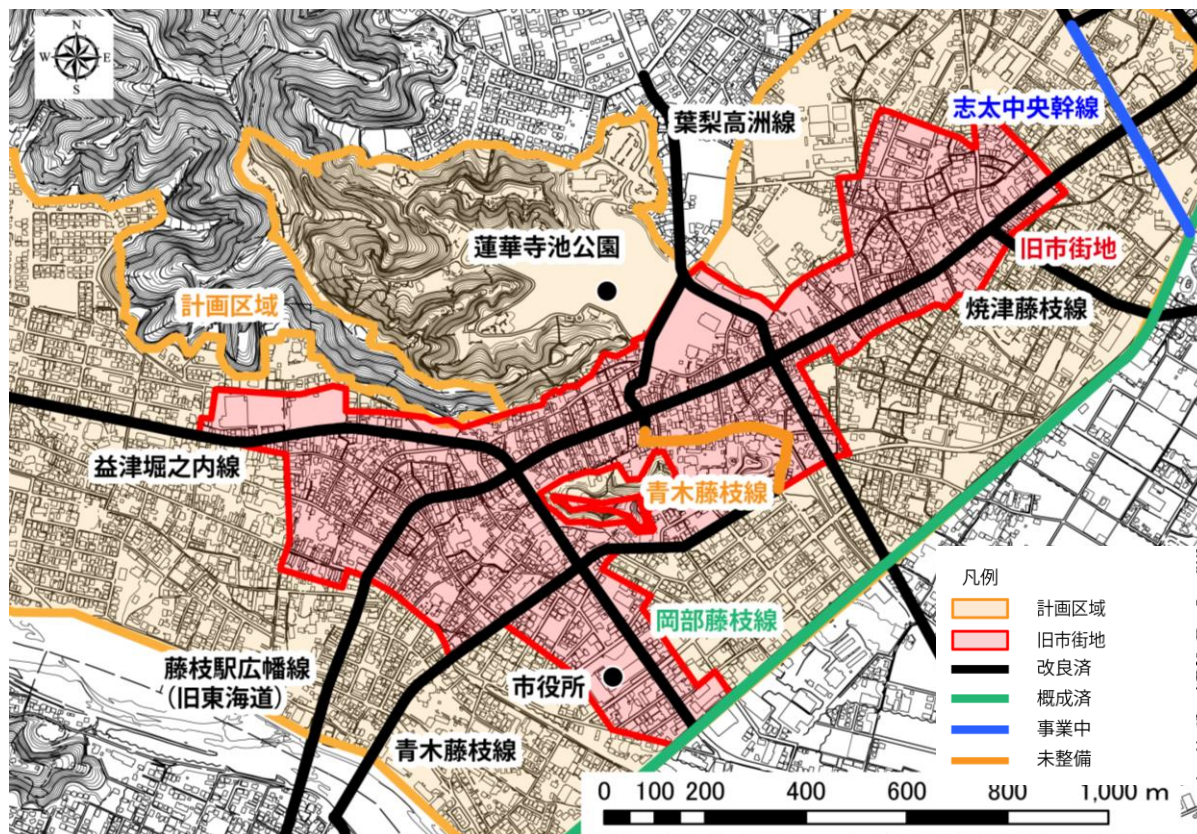 N
W E
S
葉梨高洲線
志太中央幹線
蓮華寺池公園
旧市街地
計画区域
焼津藤枝線
益津堀之内線
青木藤枝線
岡部藤枝線
藤枝駅広幡線
(旧東海道)
市役所
青木藤枝線
凡例
計画区域
旧市街地
改良済
概成済
事業中
未整備
0 100 200 400 600 800 1,000 m